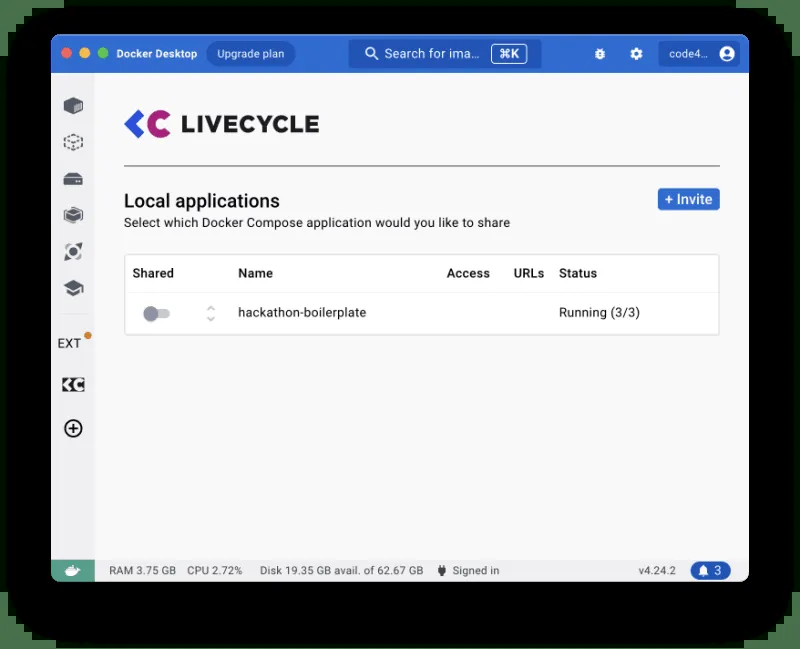 Docker Desktop Upgrade plan Search for ima... ⌘K code4...
LIVECYCLE
Local applications
+ Invite
Select which Docker Compose application would you like to share
Shared Name Access URLs Status
hackathon-boilerplate Running (3/3)
EXT
RAM 3.75 GB CPU 2.72% Disk 19.35 GB avail. of 62.67 GB Signed in v4.24.2 3